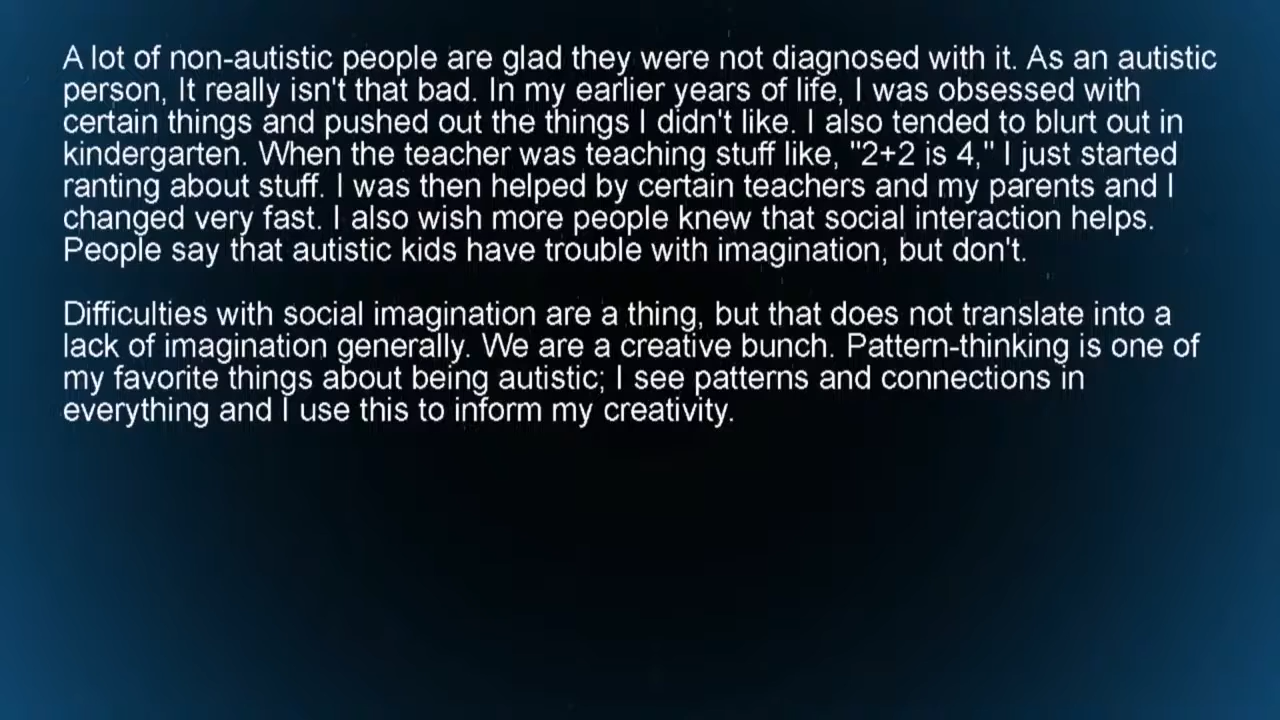 A lot of non-autistic people are glad they were not diagnosed with it. As an autistic
person, It really isn't that bad. In my earlier years of life, I was obsessed with
certain things and pushed out the things I didn't like. I also tended to blurt out in
kindergarten. When the teacher was teaching stuff like, "2+2 is 4," I just started
ranting about stuff. I was then helped by certain teachers and my parents and I
changed very fast. I also wish more people knew that social interaction helps.
People say that autistic kids have trouble with imagination, but don't.
Difficulties with social imagination are a thing, but that does not translate into a
lack of imagination generally. We are a creative bunch. Pattern-thinking is one of
my favorite things about being autistic; I see patterns and connections in
everything and I use this to inform my creativity.